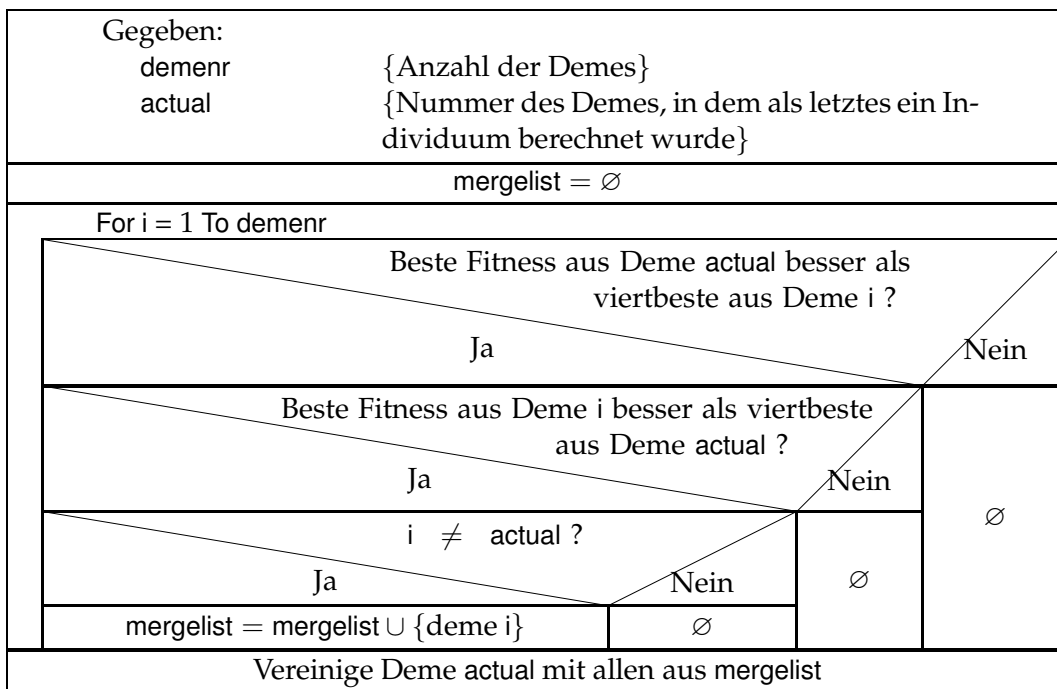 Gegeben:
demenr {Anzahl der Demes}
actual {Nummer des Demes, in dem als letztes ein In-
dividuum berechnet wurde}
mergelist = ∅
For i = 1 To demenr
Beste Fitness aus Deme actual besser als
viertbeste aus Deme i ?
Ja Nein
Beste Fitness aus Deme i besser als viertbeste
aus Deme actual ?
Ja Nein
∅
i ≠ actual ?
Ja Nein
∅
mergelist = mergelist ∪ {deme i} ∅
Vereinige Deme actual mit allen aus mergelist